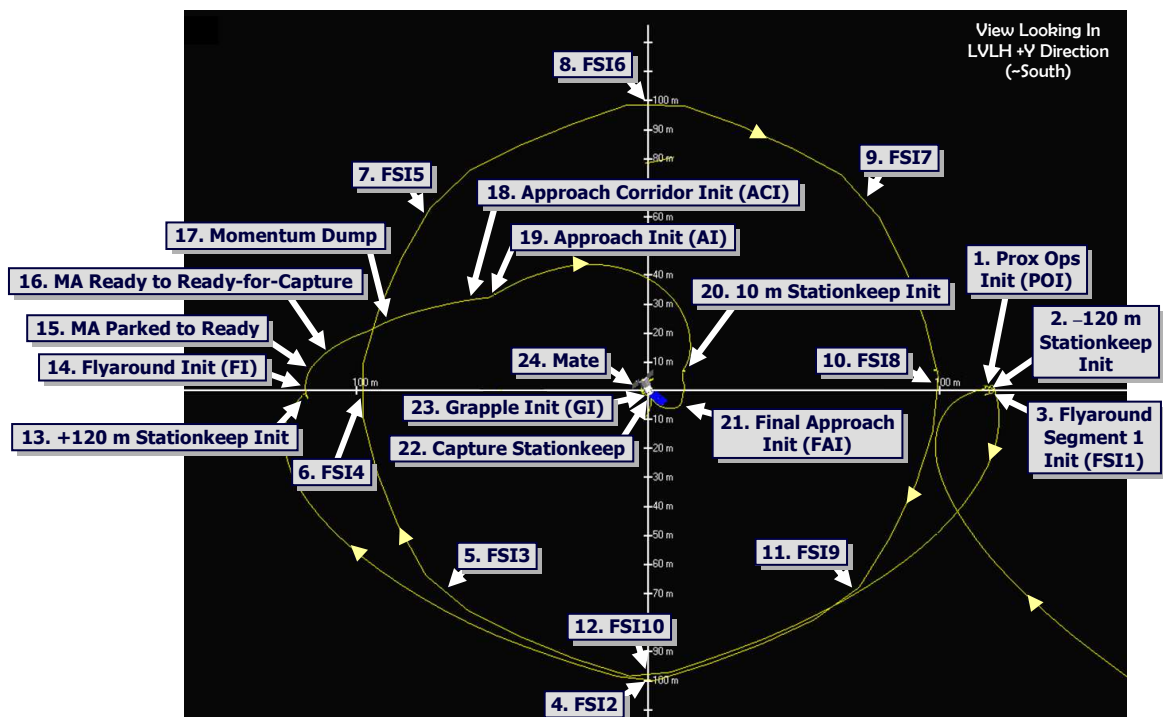 View Looking In
LVLH +Y Direction
(~South)
8. FSI6
100 m
90 m
80 m
9. FSI7
7. FSI5
18. Approach Corridor Init (ACI)
60 m
17. Momentum Dump
19. Approach Init (AI)
1. Prox Ops
Init (POI)
16. MA Ready to Ready-for-Capture
40 m
20. 10 m Stationkeep Init
30 m
2. –120 m
Stationkeep
Init
15. MA Parked to Ready
20 m
14. Flyaround Init (FI)
24. Mate
10 m
10. FSI8
100 m
100 m
23. Grapple Init (GI)
10 m
21. Final Approach
Init (FAI)
3. Flyaround
Segment 1
Init (FSI1)
13. +120 m Stationkeep Init
22. Capture Stationkeep
20 m
6. FSI4
30 m
40 m
50 m
5. FSI3
11. FSI9
60 m
70 m
12. FSI10
90 m
100 m
4. FSI2